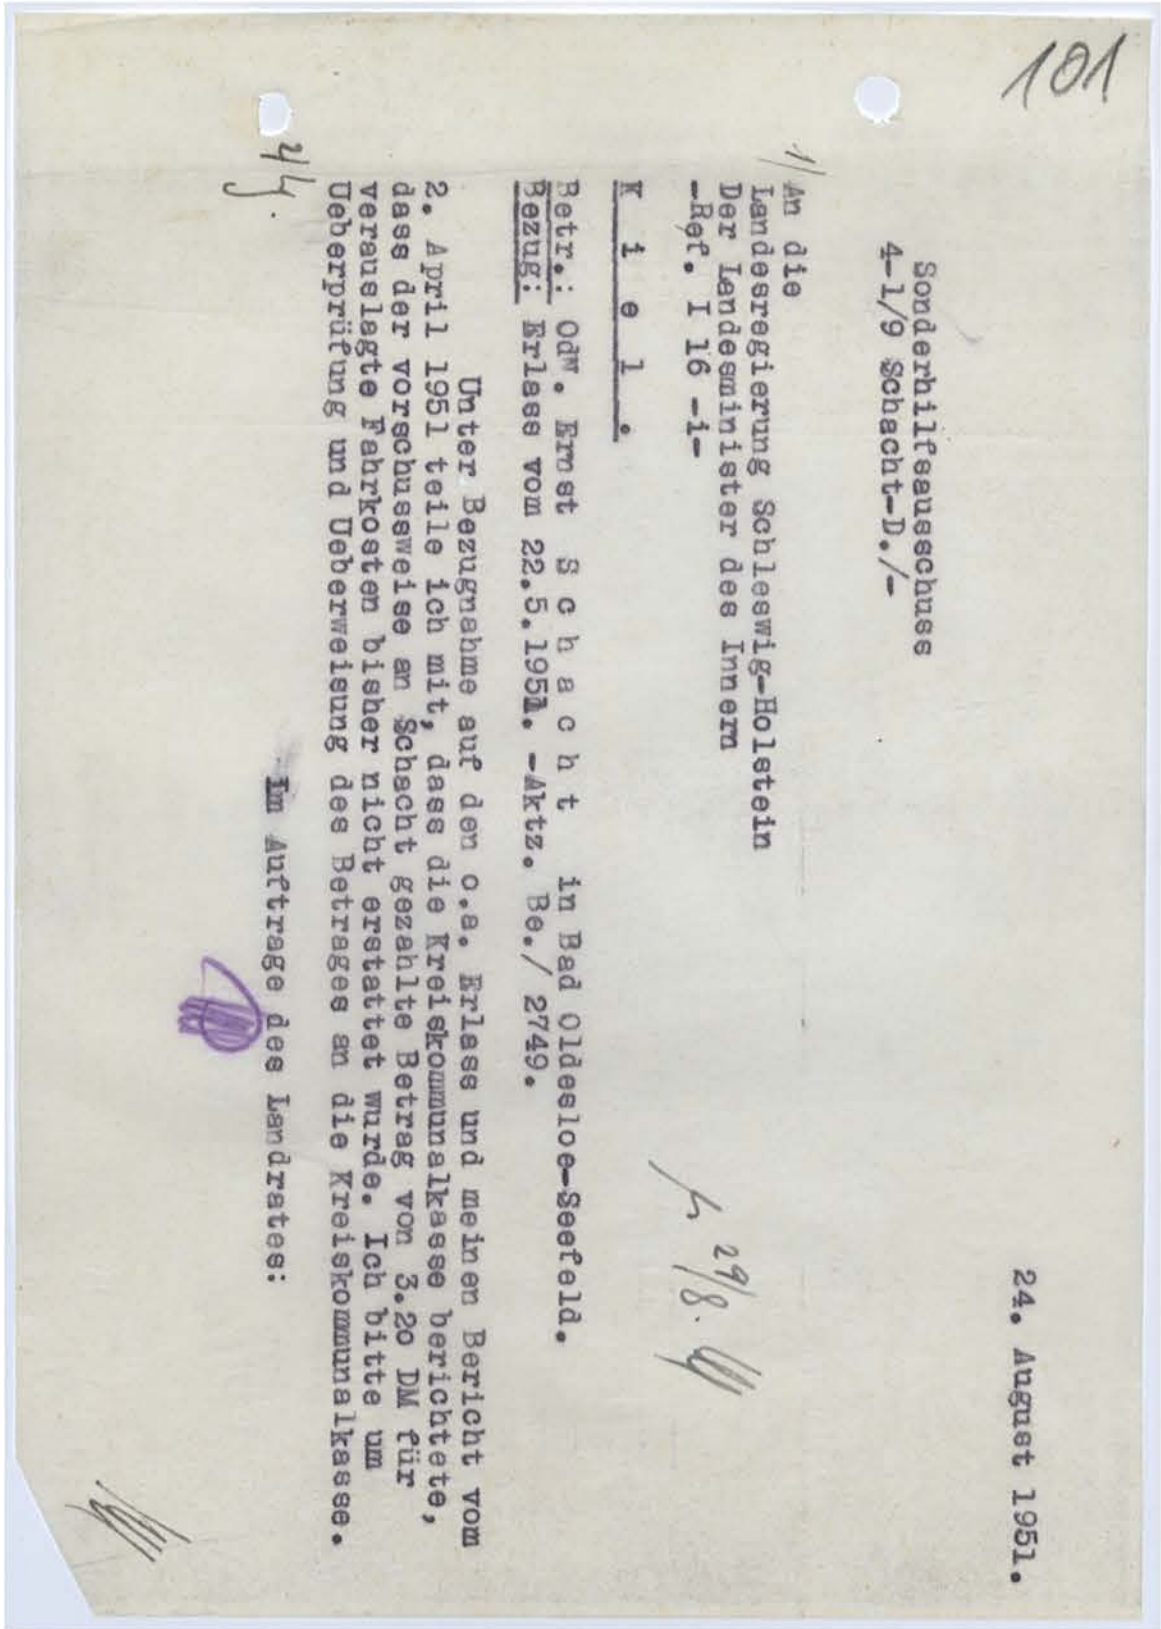 101
24. August 1951.
Sonderhilfsausschuss
4-1/9 Schacht-D./-
1/ An die
Landesregierung Schleswig-Holstein
Der Landesminister des Innern
-Ref. I 16 -i-
K i e l .
29/8.
Betr.: OdN. Ernst S c h a c h t in Bad Oldesloe-Seefeld.
Bezug: Erlass vom 22.5.1951. -Aktz. Be./ 2749.
Unter Bezugnahme auf den o.a. Erlass und meinen Bericht vom
2. April 1951 teile ich mit, dass die Kreiskommunalkasse berichtete,
dass der vorschussweise an Schacht gezahlte Betrag von 3.20 DM für
verauslagte Fahrkosten bisher nicht erstattet wurde. Ich bitte um
Ueberprüfung und Ueberweisung des Betrages an die Kreiskommunalkasse.
Im Auftrage des Landrates: